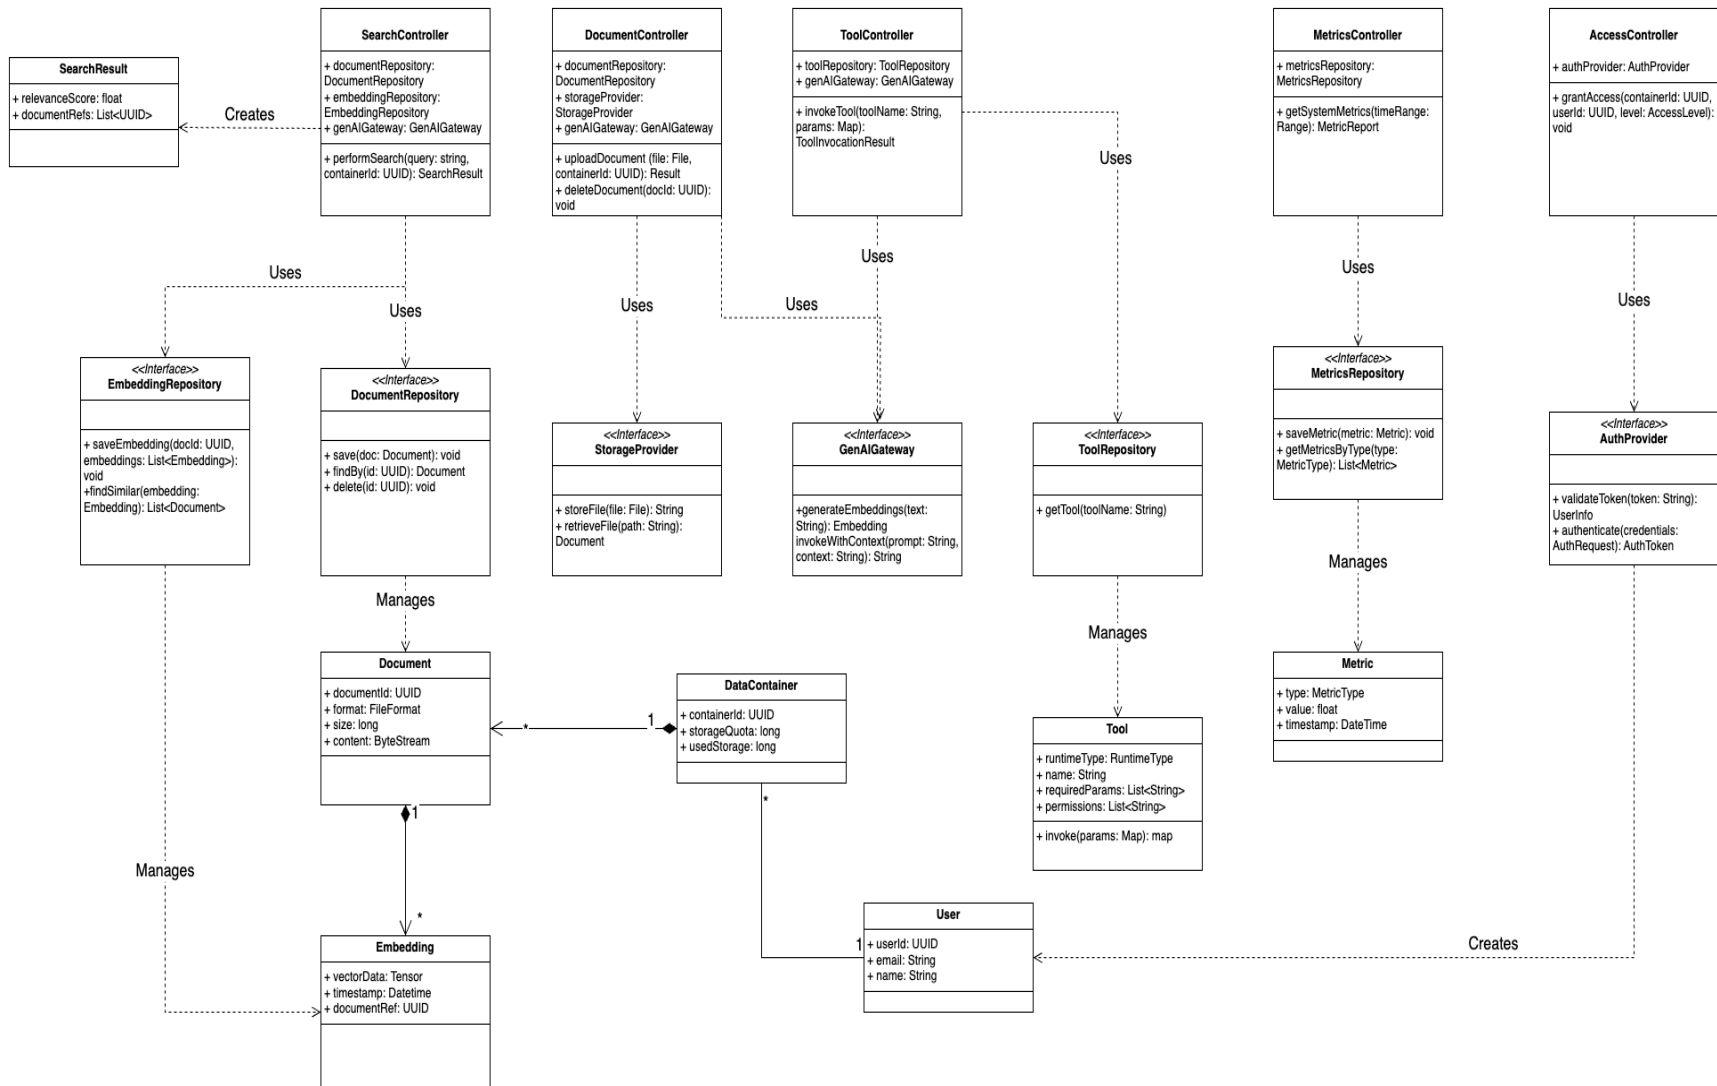 SearchResult
+ relevanceScore: float
+ documentRefs: List<UUID>
Creates
SearchController
+ documentRepository:
DocumentRepository
+ embeddingRepository:
EmbeddingRepository
+ genAIGateway: GenAIGateway
+ performSearch(query: string,
containerId: UUID): SearchResult
DocumentController
+ documentRepository:
DocumentRepository
+ storageProvider:
StorageProvider
+ genAIGateway: GenAIGateway
+ uploadDocument (file: File,
containerId: UUID): Result
+ deleteDocument(docId: UUID):
void
ToolController
+ toolRepository: ToolRepository
+ genAIGateway: GenAIGateway
+ invokeTool(toolName: String,
params: Map):
ToolInvocationResult
MetricsController
+ metricsRepository:
MetricsRepository
+ getSystemMetrics(timeRange:
Range): MetricReport
AccessController
+ authProvider: AuthProvider
+ grantAccess(containerId: UUID,
userId: UUID, level: AccessLevel):
void
Uses
Uses
Uses
Uses
Uses
Uses
Uses
Uses
<<Interface>>
EmbeddingRepository
+ saveEmbedding(docId: UUID,
embeddings: List<Embedding>):
void
+findSimilar(embedding:
Embedding): List<Document>
<<Interface>>
DocumentRepository
+ save(doc: Document): void
+ findBy(id: UUID): Document
+ delete(id: UUID): void
<<Interface>>
StorageProvider
+ storeFile(file: File): String
+ retrieveFile(path: String):
Document
<<Interface>>
GenAIGateway
+generateEmbeddings(text:
String): Embedding
invokeWithContext(prompt: String,
context: String): String
<<Interface>>
ToolRepository
+ getTool(toolName: String)
<<Interface>>
MetricsRepository
+ saveMetric(metric: Metric): void
+ getMetricsByType(type:
MetricType): List<Metric>
<<Interface>>
AuthProvider
+ validateToken(token: String):
UserInfo
+ authenticate(credentials:
AuthRequest): AuthToken
Manages
Manages
Manages
Manages
Document
+ documentId: UUID
+ format: FileFormat
+ size: long
+ content: ByteStream
*
1
DataContainer
+ containerId: UUID
+ storageQuota: long
+ usedStorage: long
*
1
Tool
+ runtimeType: RuntimeType
+ name: String
+ requiredParams: List<String>
+ permissions: List<String>
+ invoke(params: Map): map
Metric
+ type: MetricType
+ value: float
+ timestamp: DateTime
1
*
Embedding
+ vectorData: Tensor
+ timestamp: Datetime
+ documentRef: UUID
User
+ userId: UUID
+ email: String
+ name: String
Creates